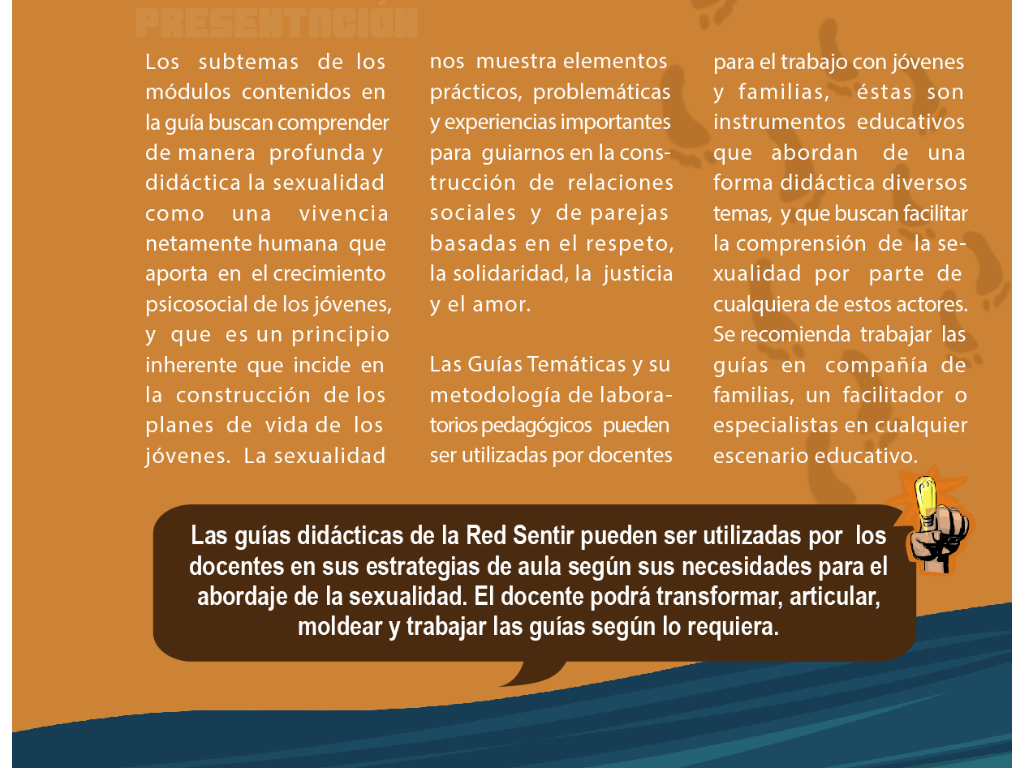 PRESENTACIÓN
Los subtemas de los
módulos contenidos en
la guía buscan comprender
de manera profunda y
didáctica la sexualidad
como una vivencia
netamente humana que
aporta en el crecimiento
psicosocial de los jóvenes,
y que es un principio
inherente que incide en
la construcción de los
planes de vida de los
jóvenes. La sexualidad
nos muestra elementos
prácticos, problemáticas
y experiencias importantes
para guiarnos en la cons-
trucción de relaciones
sociales y de parejas
basadas en el respeto,
la solidaridad, la justicia
y el amor.
Las Guías Temáticas y su
metodología de labora-
torios pedagógicos pueden
ser utilizadas por docentes
para el trabajo con jóvenes
y familias, éstas son
instrumentos educativos
que abordan de una
forma didáctica diversos
temas, y que buscan facilitar
la comprensión de la se-
xualidad por parte de
cualquiera de estos actores.
Se recomienda trabajar las
guías en compañía de
familias, un facilitador o
especialistas en cualquier
escenario educativo.
Las guías didácticas de la Red Sentir pueden ser utilizadas por los
docentes en sus estrategias de aula según sus necesidades para el
abordaje de la sexualidad. El docente podrá transformar, articular,
moldear y trabajar las guías según lo requiera.